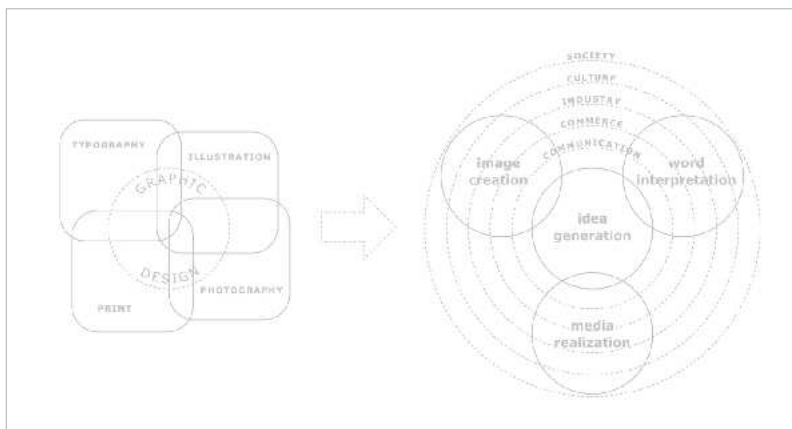 TYPOGRAPHY
ILLUSTRATION
GRAPHIC
DESIGN
PRINT
PHOTOGRAPHY
SOCIETY
CULTURE
INDUSTRY
COMMERCE
COMMUNICATION
image
creation
word
interpretation
idea
generation
media
realization